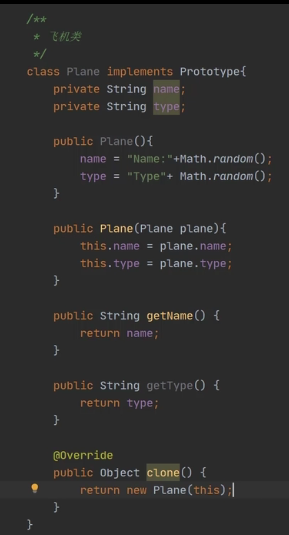 /**
 * 飞机类
 */
class Plane implements Prototype{
    private String name;
    private String type;

    public Plane(){
        name = "Name:"+Math.random();
        type = "Type"+ Math.random();
    }

    public Plane(Plane plane){
        this.name = plane.name;
        this.type = plane.type;
    }

    public String getName() {
        return name;
    }

    public String getType() {
        return type;
    }

    @Override
    public Object clone() {
        return new Plane(this);
    }
}